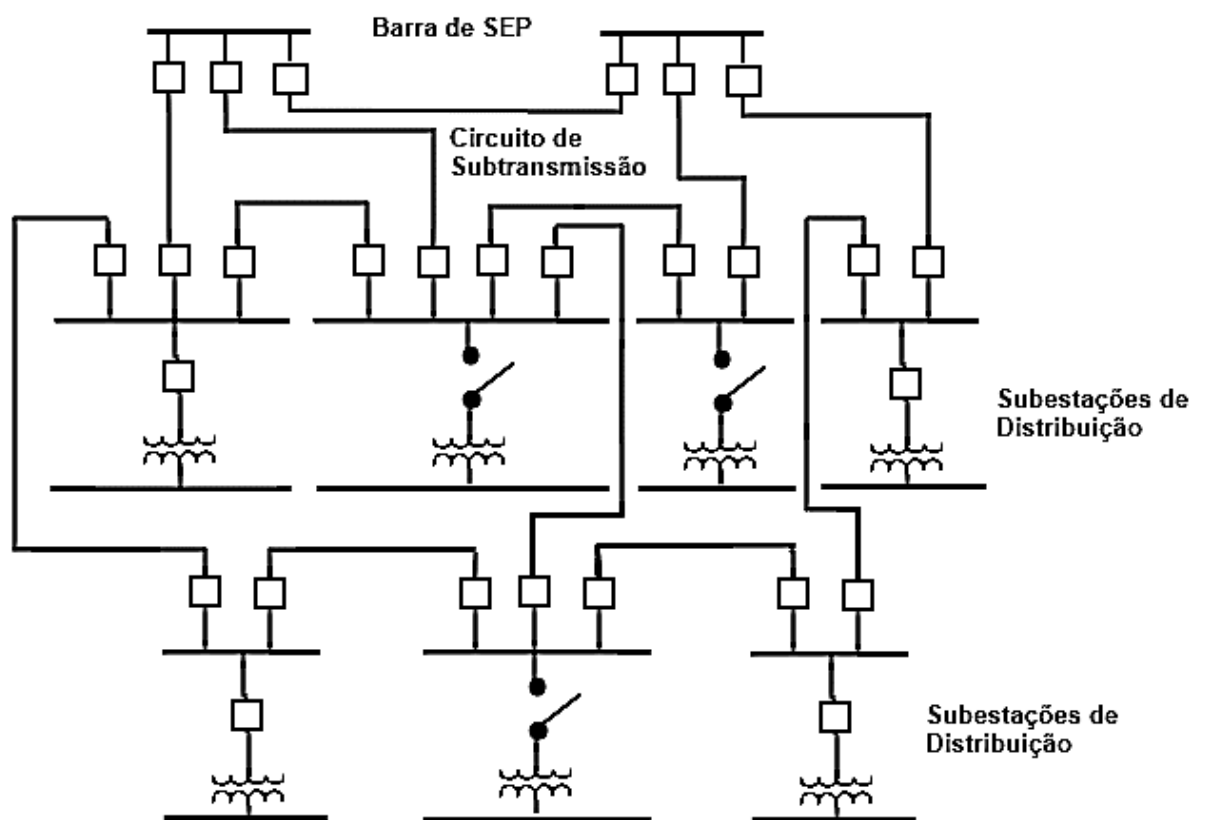 Barra de SEP
Circuito de
Subtransmissão
Subestações de
Distribuição
Subestações de
Distribuição